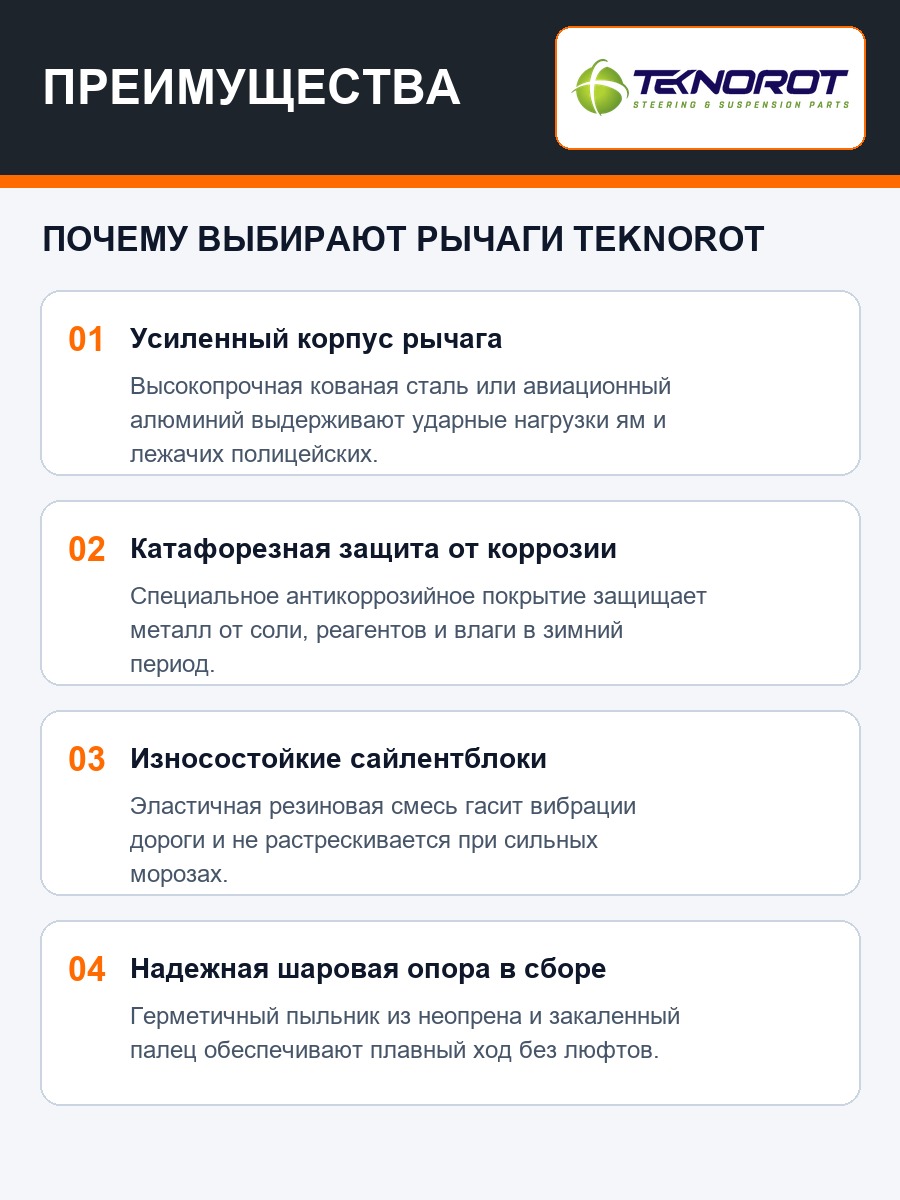 ПРЕИМУЩЕСТВА
TEKNOROT
STEERING & SUSPENSION PARTS
ПОЧЕМУ ВЫБИРАЮТ РЫЧАГИ TEKNOROT
01 Усиленный корпус рычага
Высокопрочная кованая сталь или авиационный
алюминий выдерживают ударные нагрузки ям и
лежачих полицейских.
02 Катафорезная защита от коррозии
Специальное антикоррозийное покрытие защищает
металл от соли, реагентов и влаги в зимний
период.
03 Износостойкие сайлентблоки
Эластичная резиновая смесь гасит вибрации
дороги и не растрескивается при сильных
морозах.
04 Надежная шаровая опора в сборе
Герметичный пыльник из неопрена и закаленный
палец обеспечивают плавный ход без люфтов.